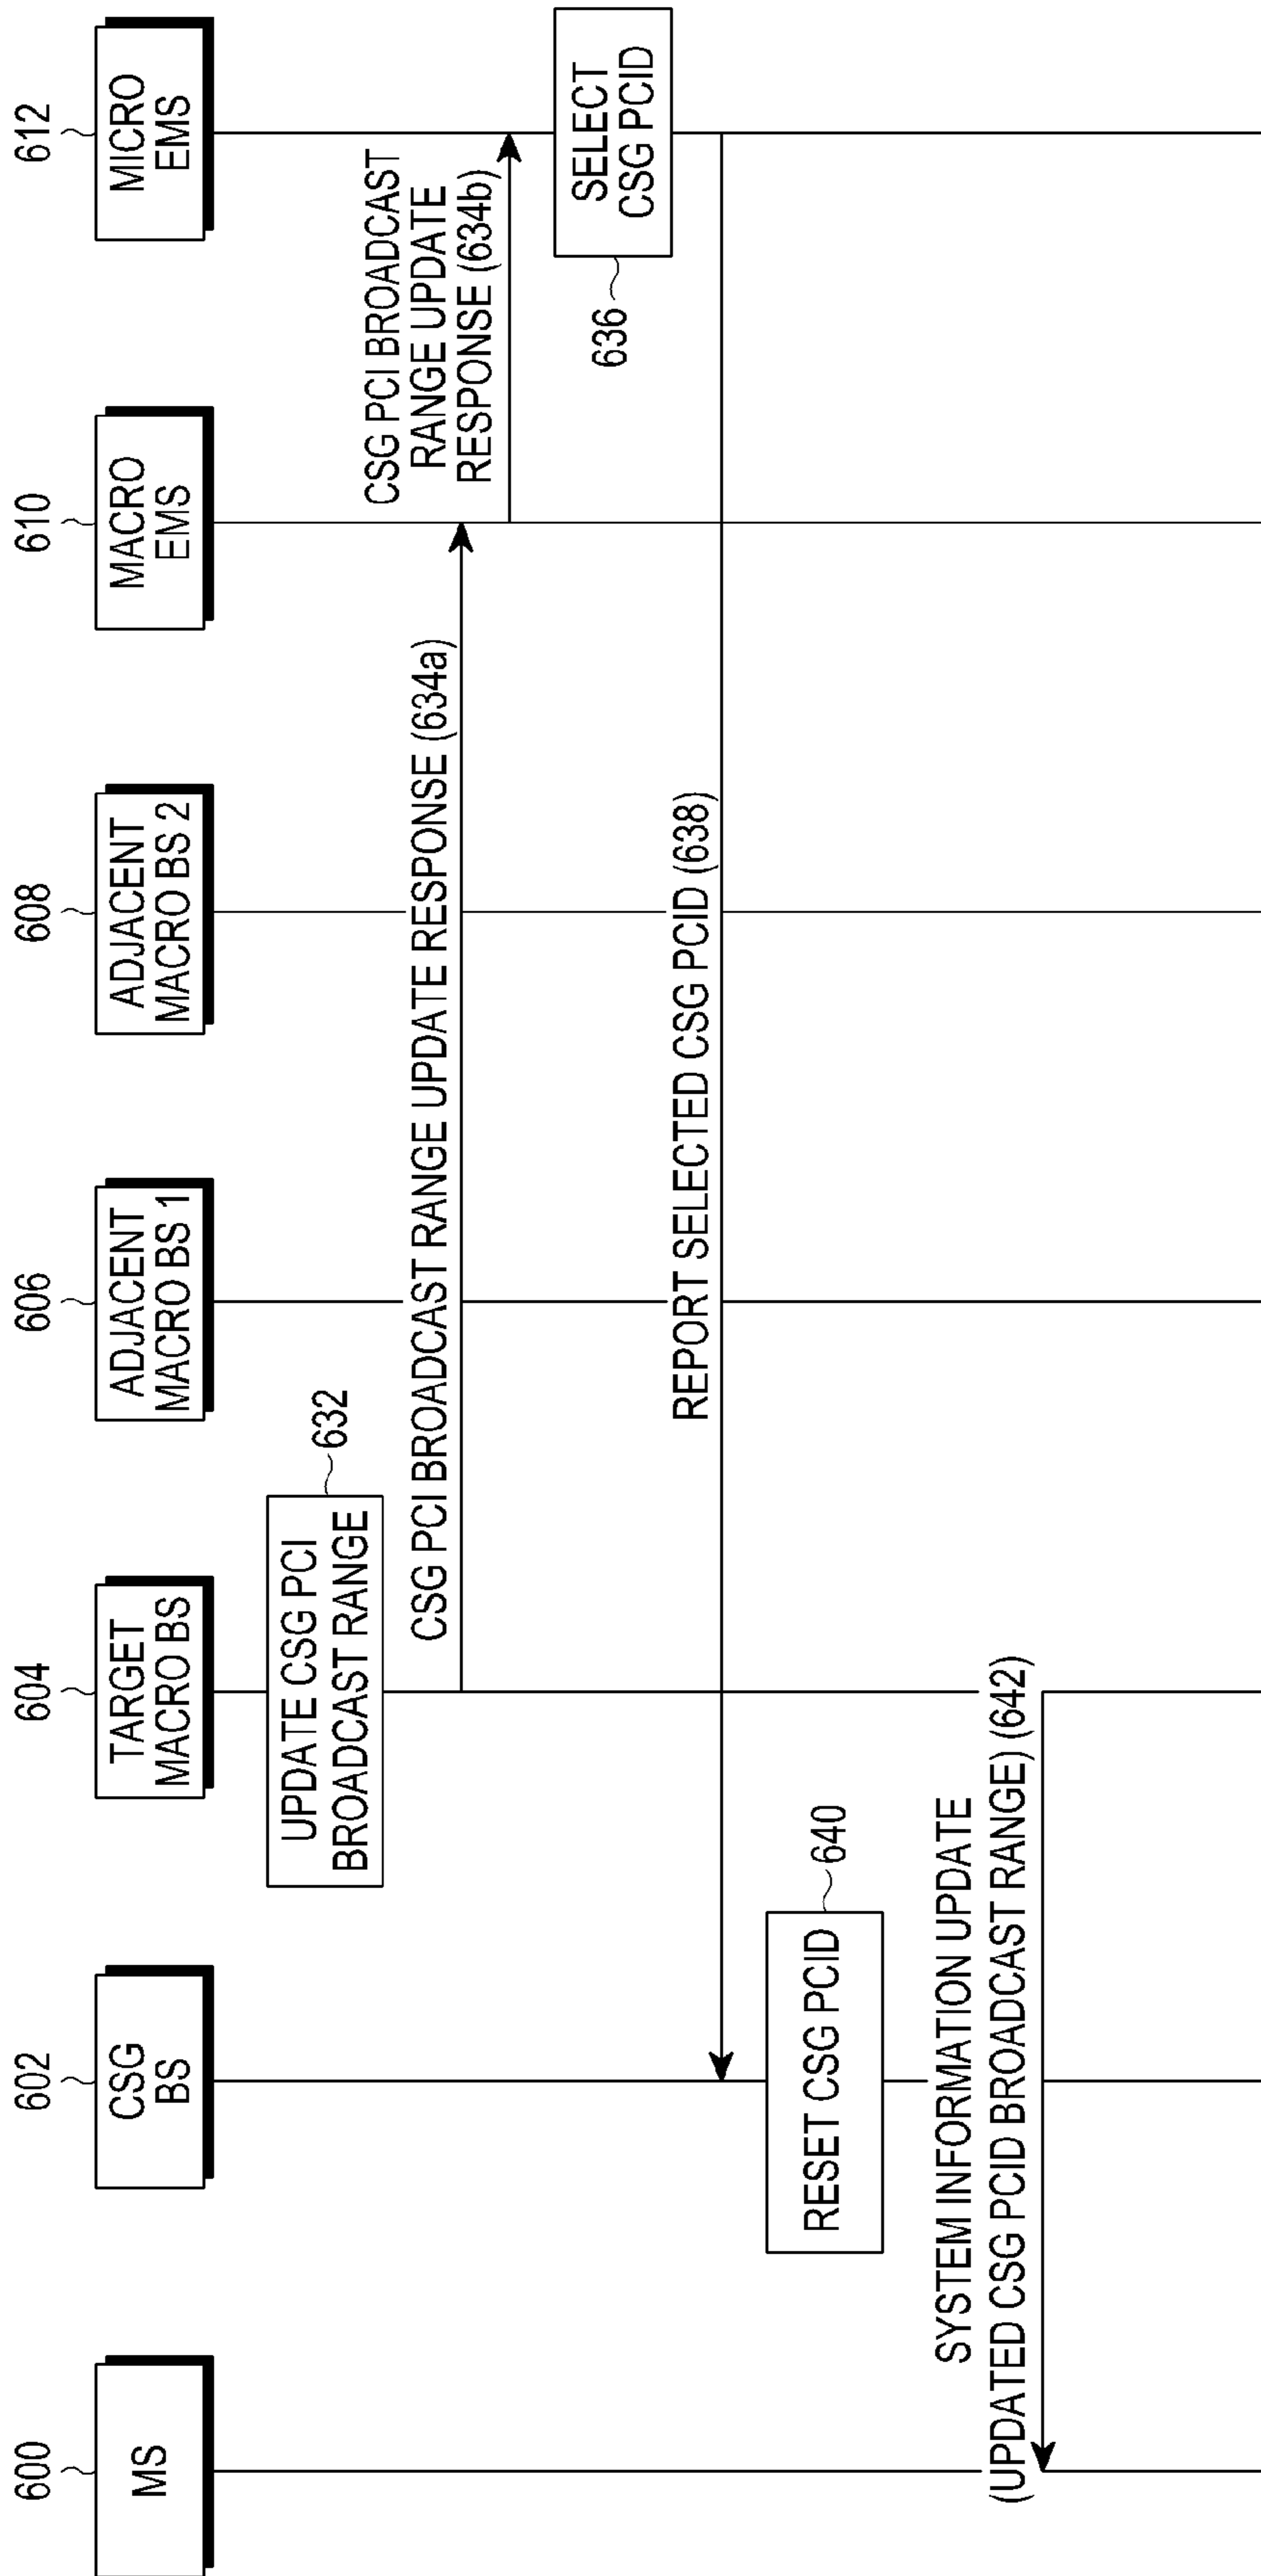 600
602
604
606
608
610
612
MS
CSG
BS
TARGET
MACRO BS
ADJACENT
MACRO BS 1
ADJACENT
MACRO BS 2
MACRO
EMS
MICRO
EMS
UPDATE CSG PCI
BROADCAST RANGE
632
CSG PCI BROADCAST RANGE UPDATE RESPONSE (634a)
CSG PCI BROADCAST
RANGE UPDATE
RESPONSE (634b)
SELECT
CSG PCID
636
REPORT SELECTED CSG PCID (638)
RESET CSG PCID
640
SYSTEM INFORMATION UPDATE
(UPDATED CSG PCID BROADCAST RANGE) (642)